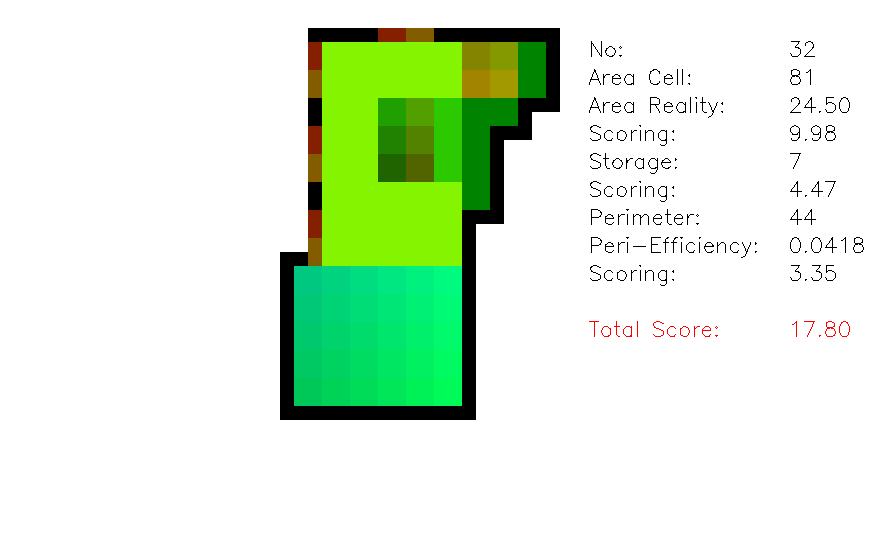 No: 32
Area Cell: 81
Area Reality: 24.50
Scoring: 9.98
Storage: 7
Scoring: 4.47
Perimeter: 44
Peri-Efficiency: 0.0418
Scoring: 3.35
Total Score: 17.80